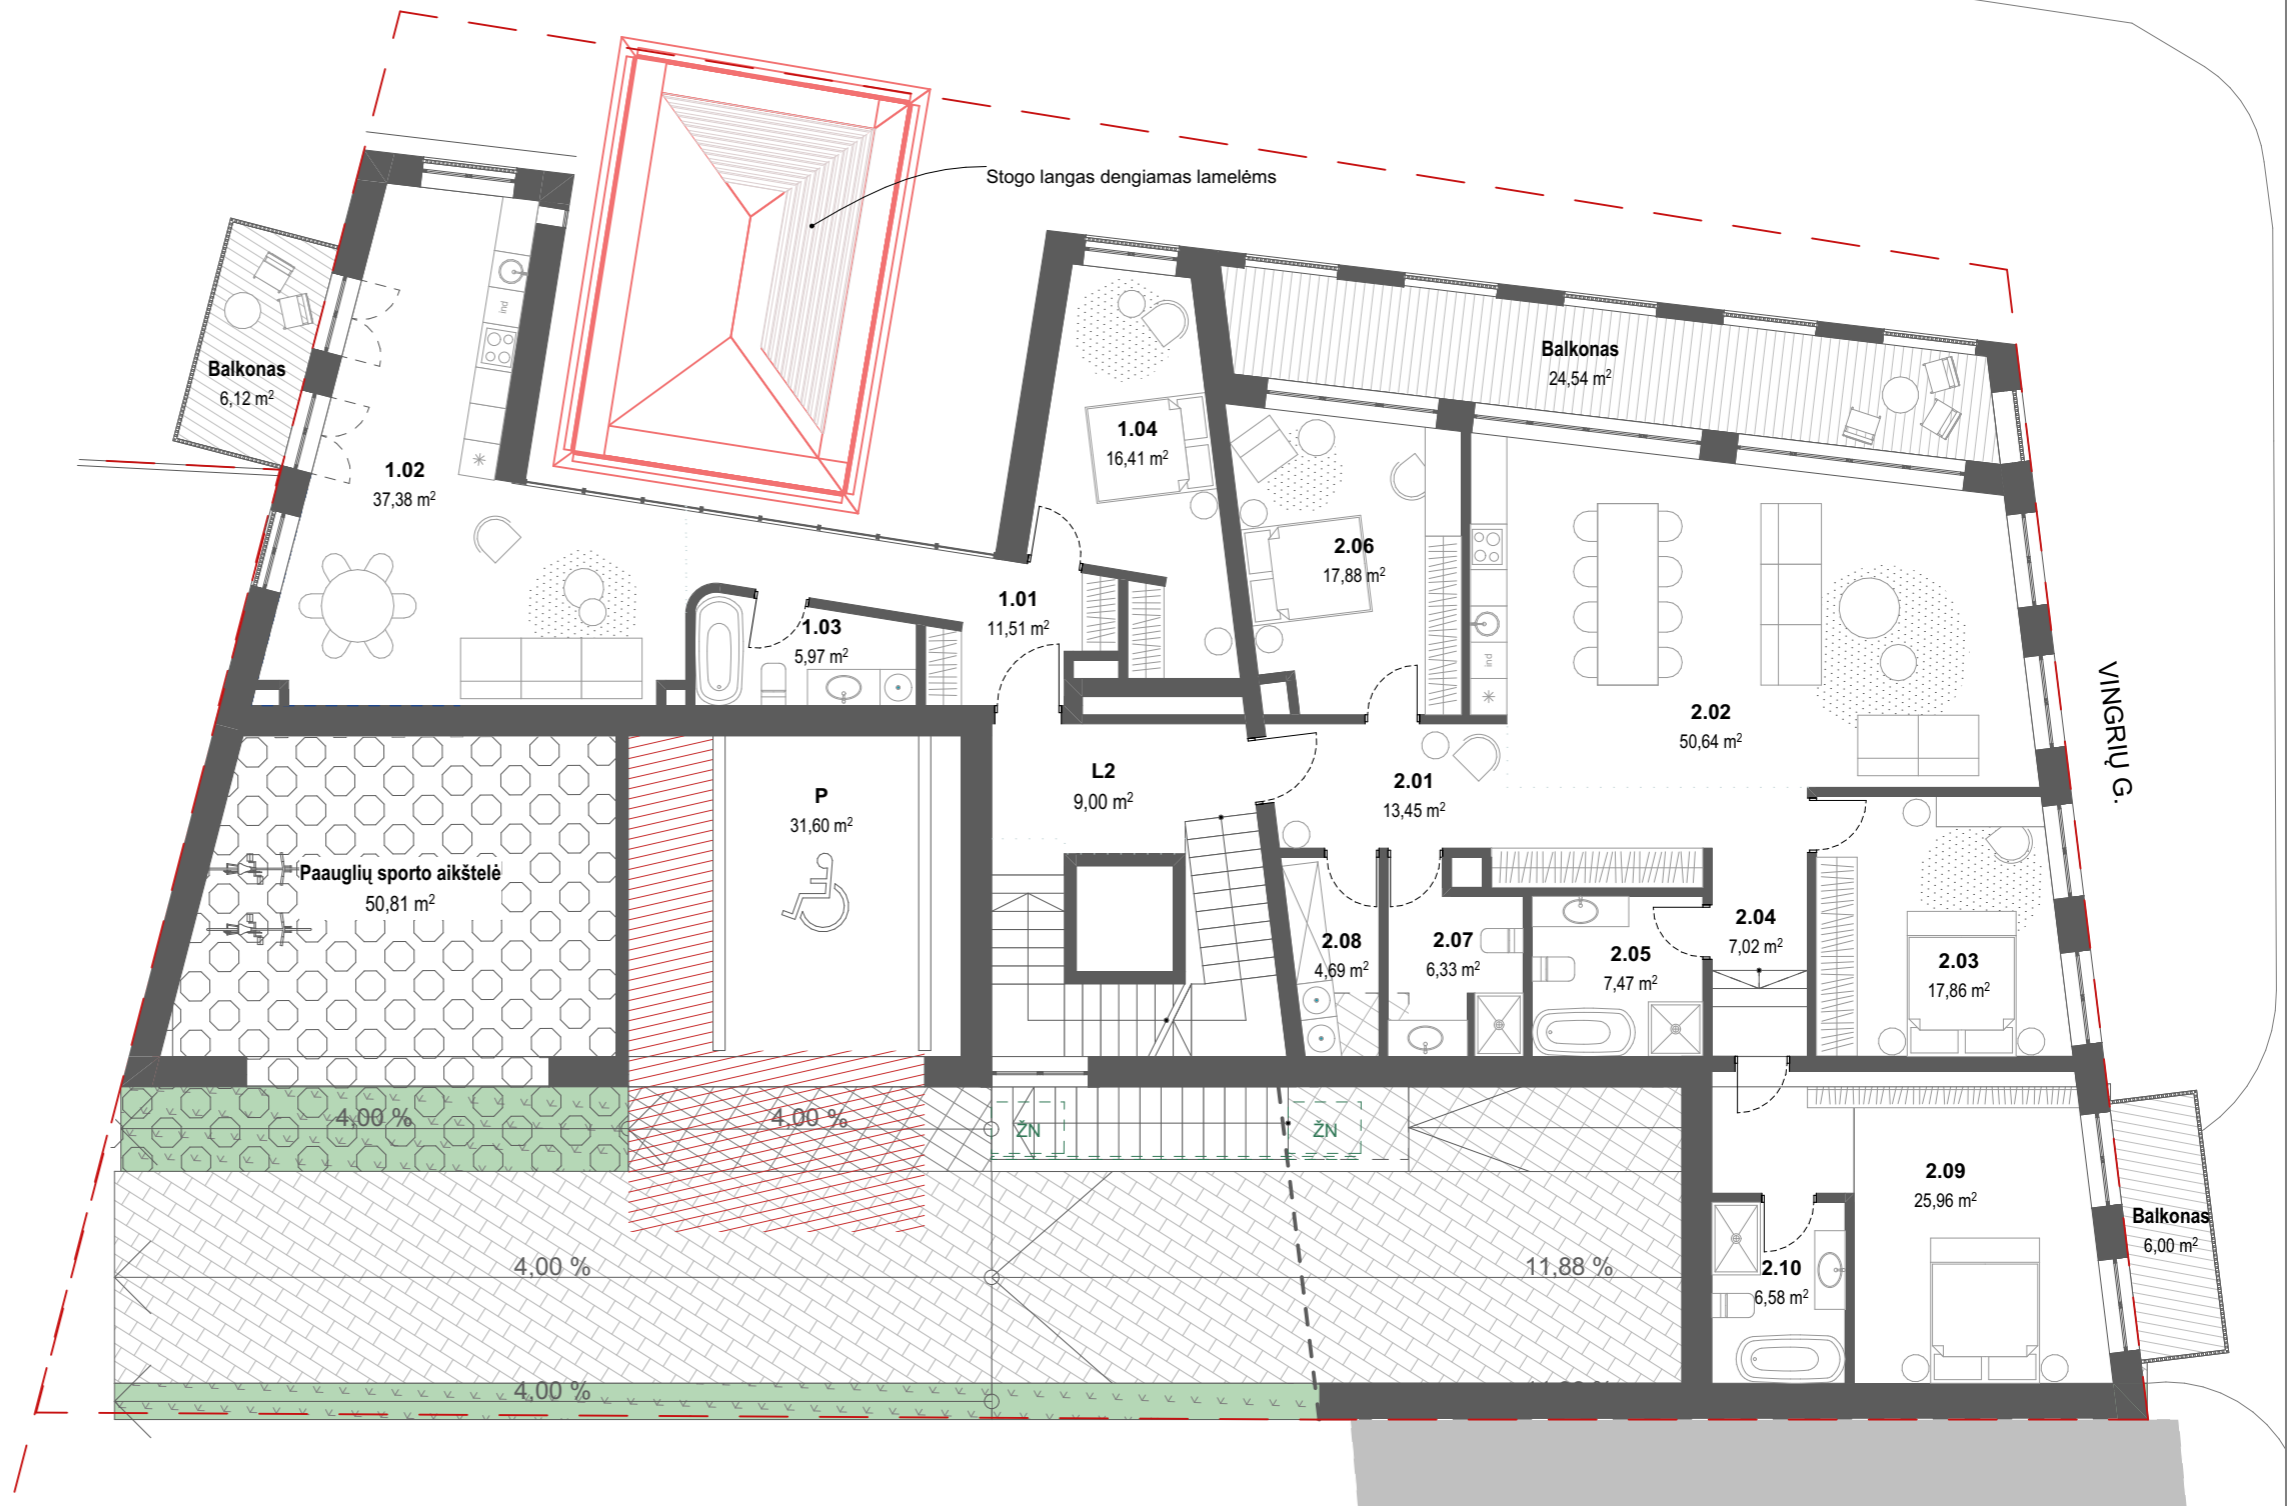 Stogo langas dengiamas lamelėms
Balkonas
6,12 m²
1.02
37,38 m²
ind
1.04
16,41 m²
Balkonas
24,54 m²
2.06
17,88 m²
1.01
11,51 m²
1.03
5,97 m²
ind
2.02
50,64 m²
VINGRIŲ G.
L2
9,00 m²
2.01
13,45 m²
P
31,60 m²
Paauglių sporto aikštelė
50,81 m²
2.08
4,69 m²
2.07
6,33 m²
2.05
7,47 m²
2.04
7,02 m²
2.03
17,86 m²
4,00 %
4,00 %
ŽN
ŽN
2.09
25,96 m²
Balkonas
6,00 m²
4,00 %
11,88 %
2.10
6,58 m²
4,00 %